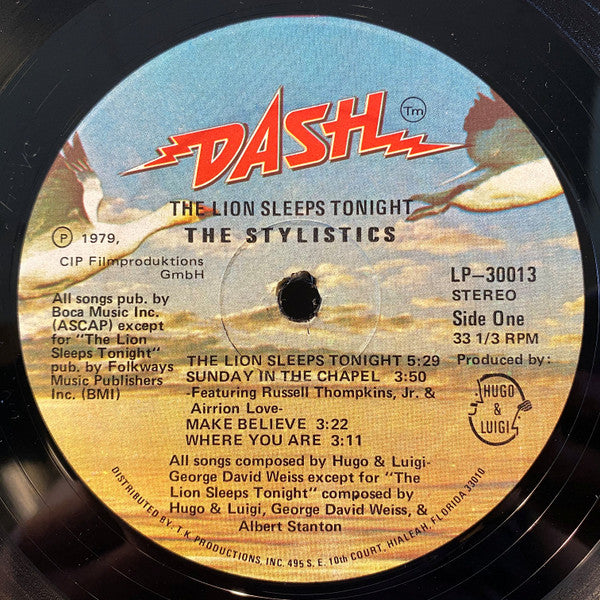 DASH
Tm
THE LION SLEEPS TONIGHT
THE STYLISTICS
P 1979,
CIP Filmproduktions
GmbH
All songs pub. by
Boca Music Inc.
(ASCAP) except
for "The Lion
Sleeps Tonight"
pub. by Folkways
Music Publishers
Inc. (BMI)
LP-30013
STEREO
Side One
33 1/3 RPM
Produced by:
HUGO
&
LUIGI
THE LION SLEEPS TONIGHT 5:29
SUNDAY IN THE CHAPEL 3:50
-Featuring Russell Thompkins, Jr. &
Airrion Love-
MAKE BELIEVE 3:22
WHERE YOU ARE 3:11
All songs composed by Hugo & Luigi-
George David Weiss except for "The
Lion Sleeps Tonight" composed by
Hugo & Luigi, George David Weiss, &
Albert Stanton
DISTRIBUTED BY T.K. PRODUCTIONS, INC. 495 S.E. 10th COURT, HIALEAH, FLORIDA 33010